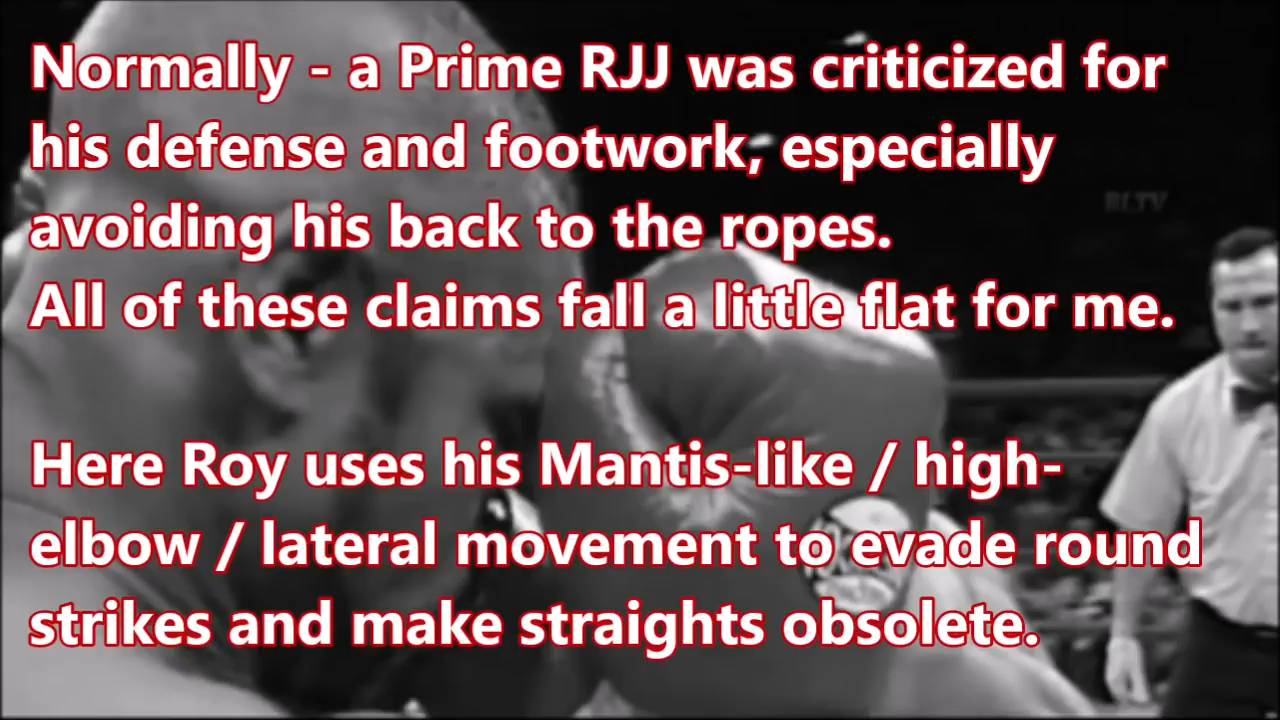 Normally - a Prime RJJ was criticized for
his defense and footwork, especially
avoiding his back to the ropes.
All of these claims fall a little flat for me.
Here Roy uses his Mantis-like / high-
elbow / lateral movement to evade round
strikes and make straights obsolete.
BLTV